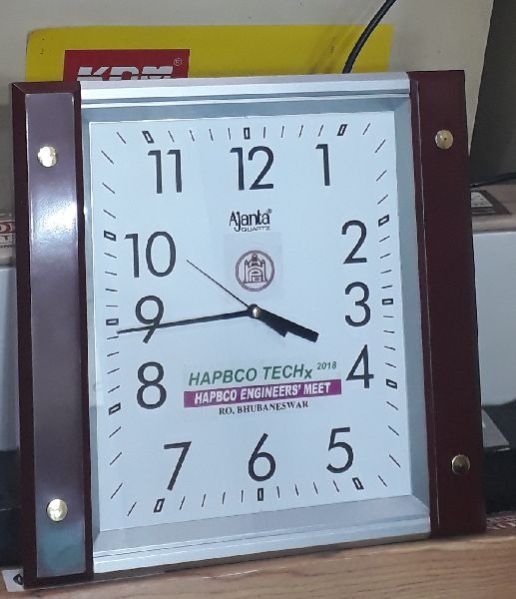 KDM®
11 12 1
Ajanta®
QUARTZ
10 2
9 3
8 4
HAPBCO TECHx 2018
HAPBCO ENGINEERS' MEET
RO, BHUBANESWAR
7 6 5